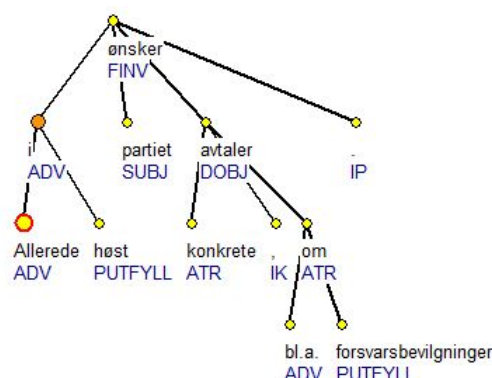 ønsker
FINV
i partiet avtaler .
ADV SUBJ DOBJ IP
Allerede høst konkrete , om
ADV PUTFYLL ATR IK ATR
bl.a. forsvarsbevilgninger
ADV PUTFYLL